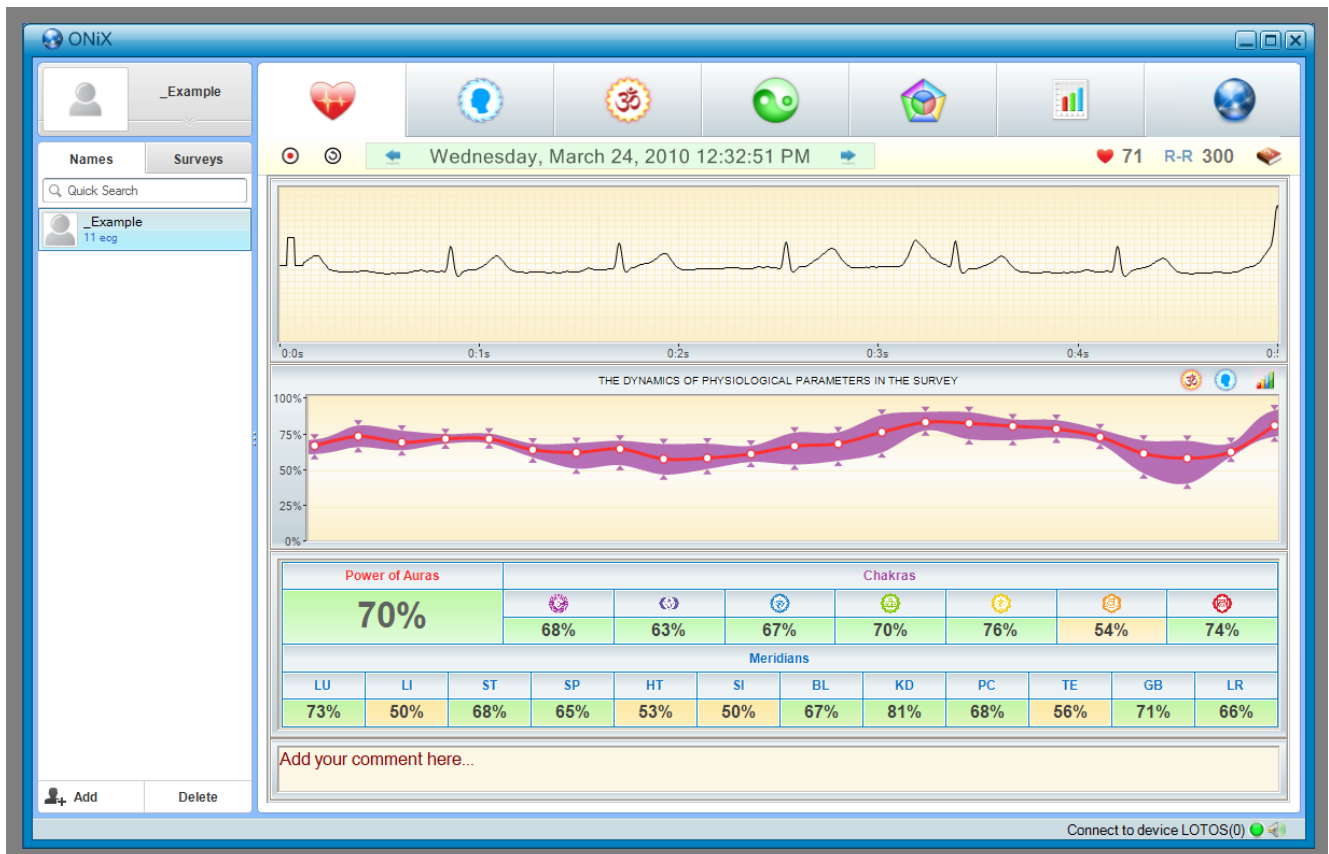 ONiX
_Example
Names Surveys
Quick Search
_Example
11 ecg
Add Delete
Wednesday, March 24, 2010 12:32:51 PM
71 R-R 300
0:0s 0:1s 0:2s 0:3s 0:4s
THE DYNAMICS OF PHYSIOLOGICAL PARAMETERS IN THE SURVEY
100%
75%
50%
25%
0%
Power of Auras Chakras
70%
68% 63% 67% 70% 76% 54% 74%
Meridians
LU LI ST SP HT SI BL KD PC TE GB LR
73% 50% 68% 65% 53% 50% 67% 81% 68% 56% 71% 66%
Add your comment here...
Connect to device LOTOS(0)